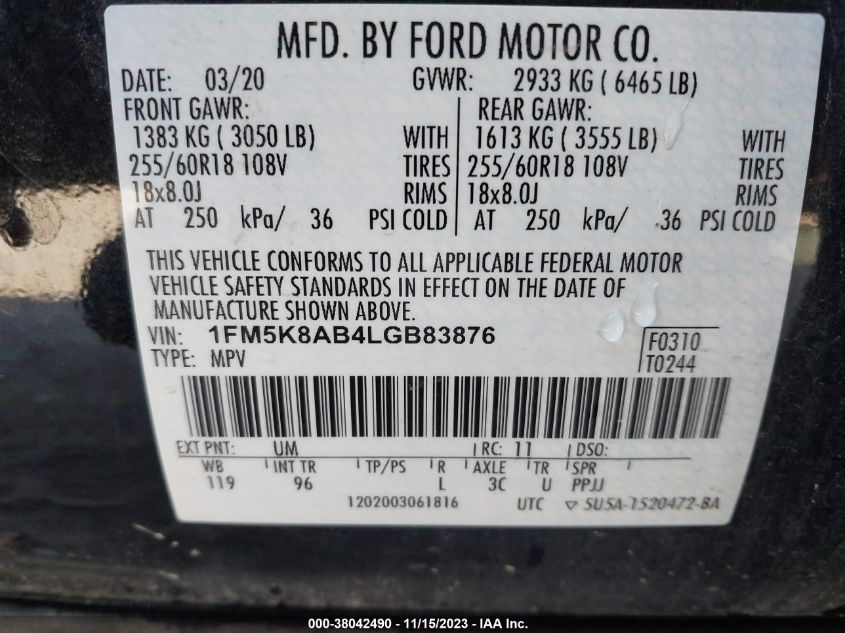 MFD. BY FORD MOTOR CO.
DATE: 03/20 GVWR: 2933 KG ( 6465 LB)
FRONT GAWR: REAR GAWR:
1383 KG ( 3050 LB) WITH 1613 KG ( 3555 LB) WITH
255/60R18 108V TIRES 255/60R18 108V TIRES
18x8.0J RIMS 18x8.0J RIMS
AT 250 kPa/ 36 PSI COLD AT 250 kPa/ 36 PSI COLD
THIS VEHICLE CONFORMS TO ALL APPLICABLE FEDERAL MOTOR
VEHICLE SAFETY STANDARDS IN EFFECT ON THE DATE OF
MANUFACTURE SHOWN ABOVE.
VIN: 1FM5K8AB4LGB83876 F0310
TYPE: MPV T0244
EXT PNT: UM RC: 11 DSO:
WB INT TR TP/PS R AXLE TR SPR
119 96 L 3C U PPJJ
1202003061816 UTC ▽ 5U5A-1520472-BA
000-38042490 - 11/15/2023 - IAA Inc.